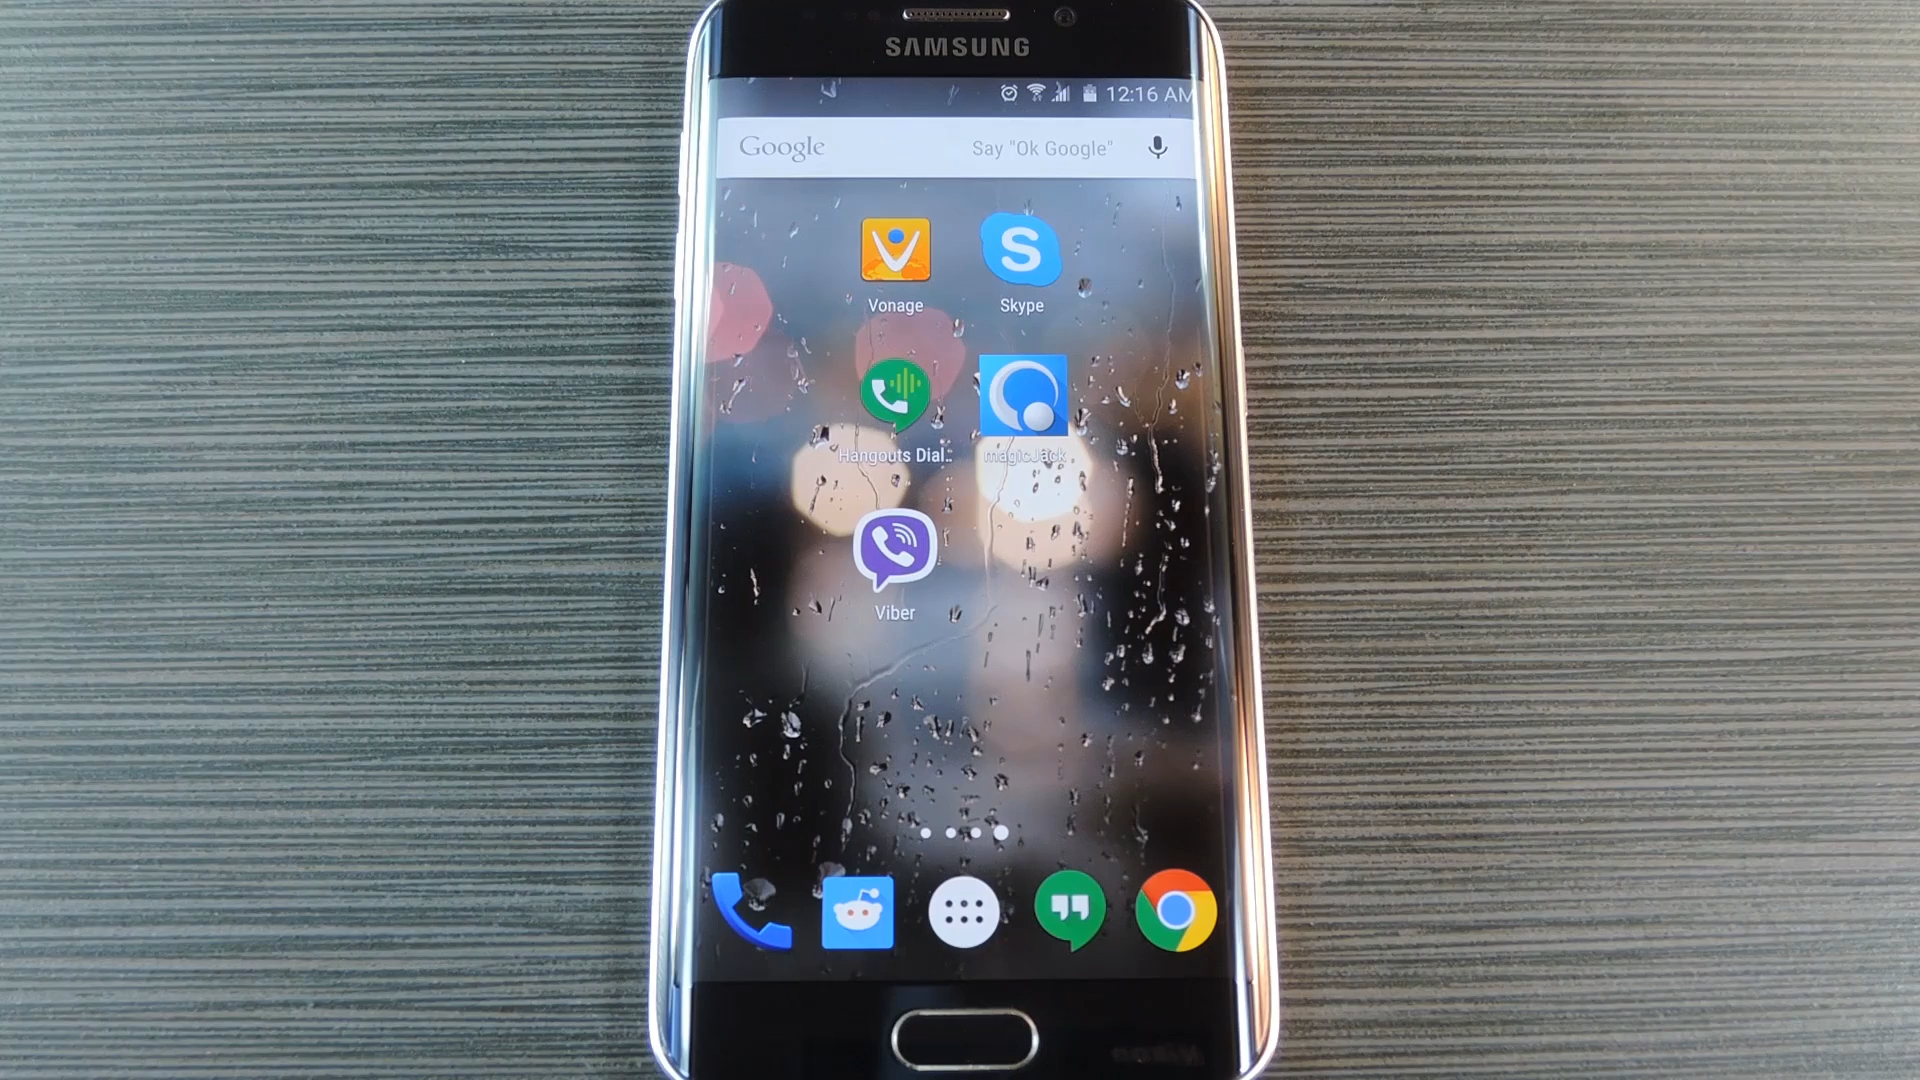 SAMSUNG
12:16 AM
Google Say "Ok Google"
Vonage Skype
Hangouts Dial.. magicJack
Viber